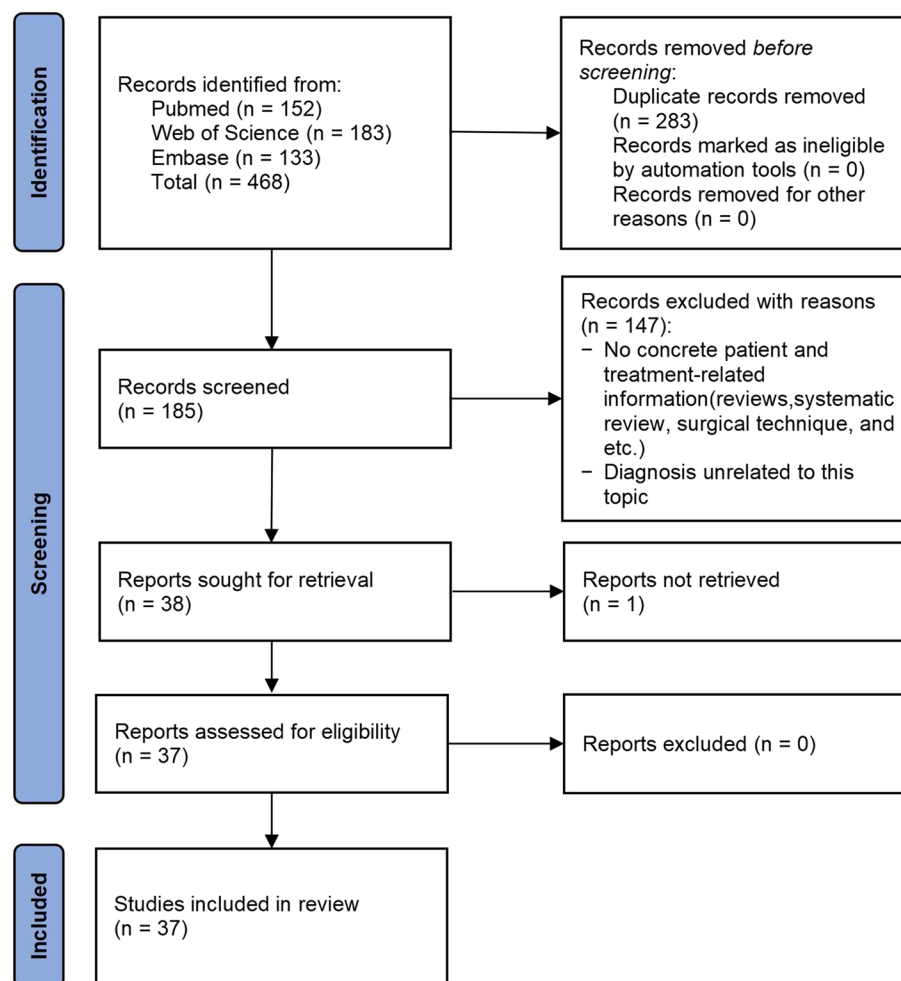 Identification
Records identified from:
Pubmed (n = 152)
Web of Science (n = 183)
Embase (n = 133)
Total (n = 468)
Records removed before
screening:
Duplicate records removed
(n = 283)
Records marked as ineligible
by automation tools (n = 0)
Records removed for other
reasons (n = 0)
Screening
Records screened
(n = 185)
Records excluded with reasons
(n = 147):
− No concrete patient and
treatment-related
information(reviews,systematic
review, surgical technique, and
etc.)
− Diagnosis unrelated to this
topic
Reports sought for retrieval
(n = 38)
Reports not retrieved
(n = 1)
Reports assessed for eligibility
(n = 37)
Reports excluded (n = 0)
Included
Studies included in review
(n = 37)